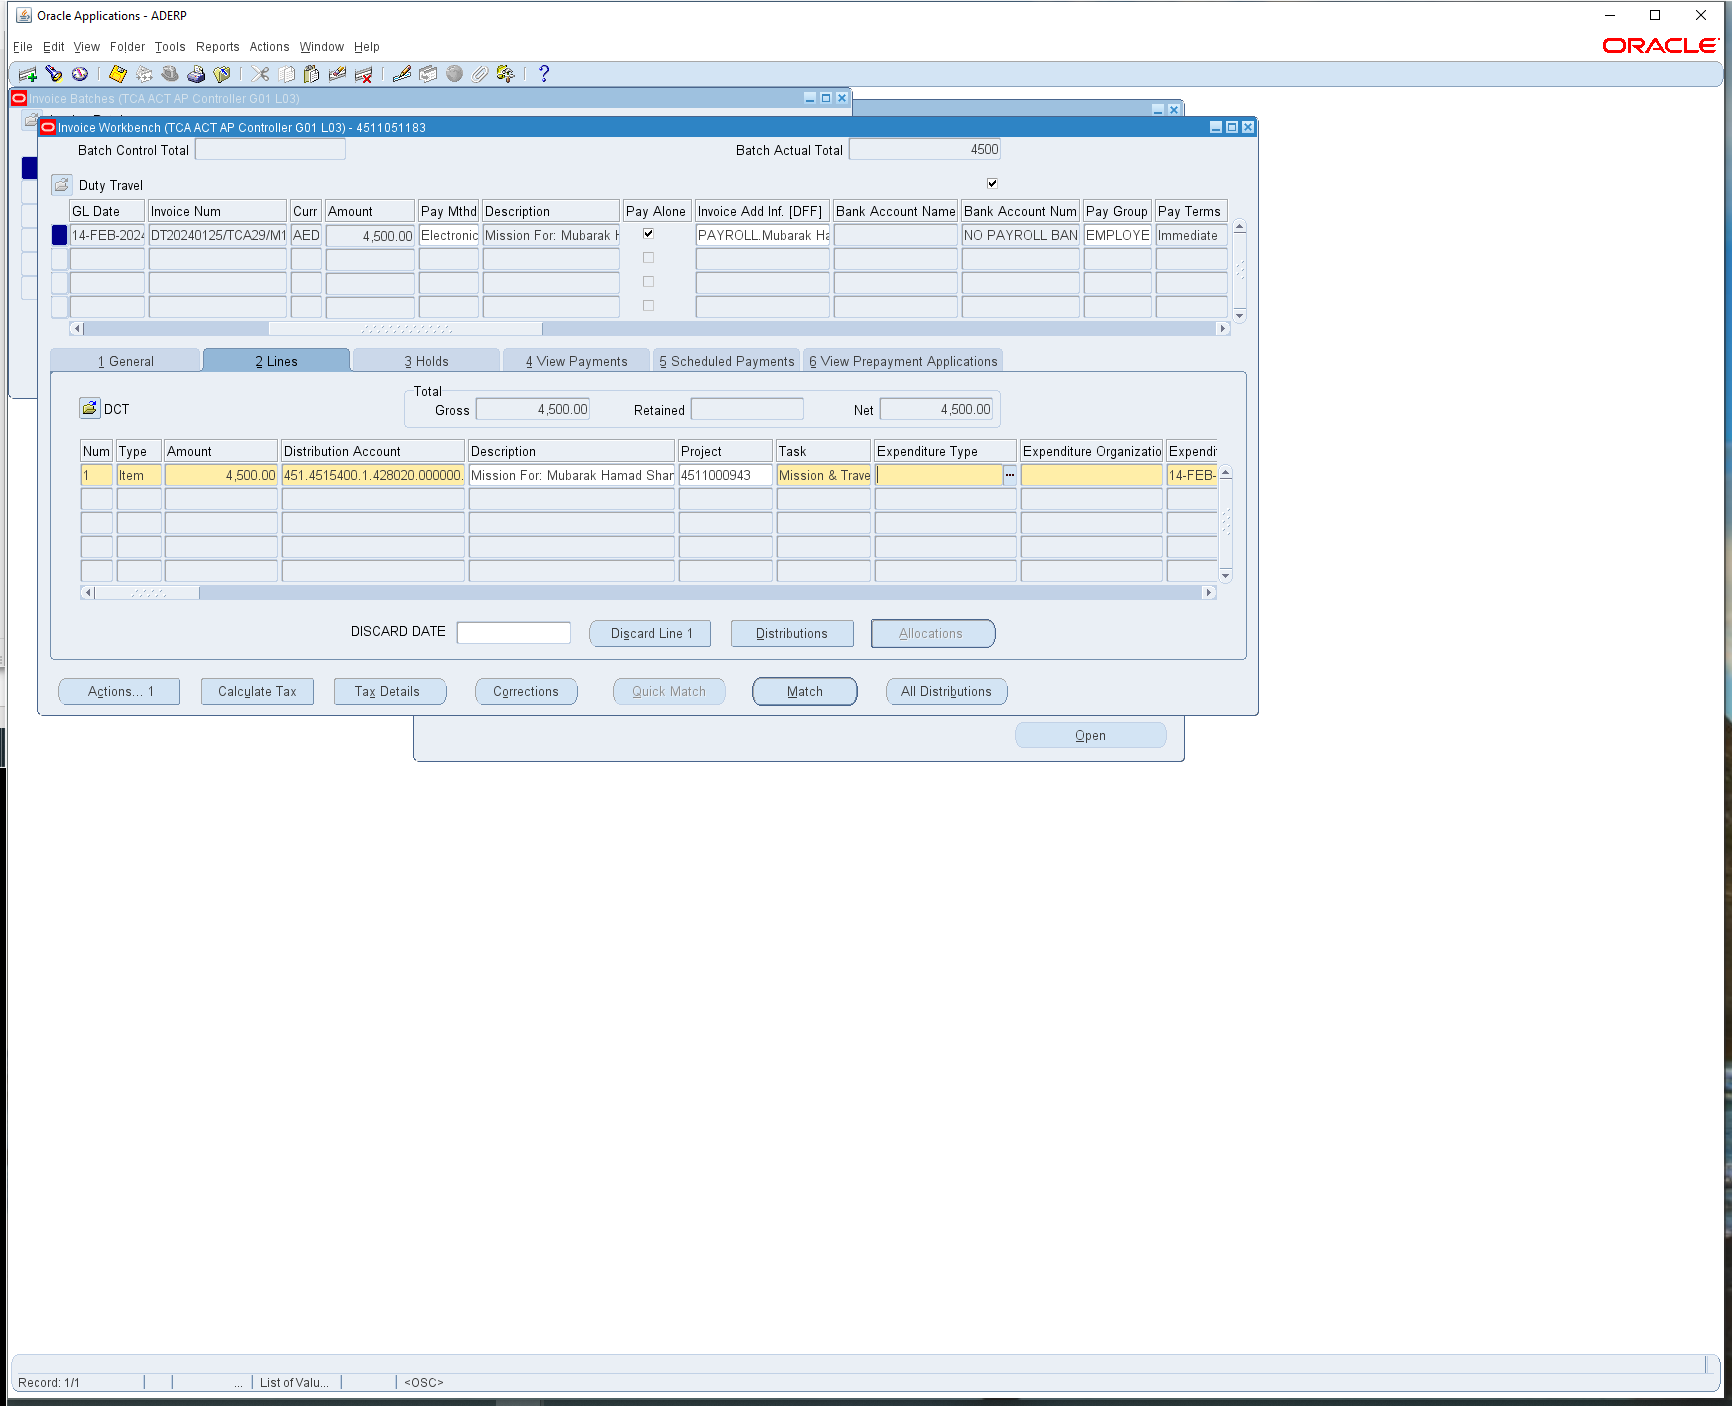 Oracle Applications - ADERP
File Edit View Folder Tools Reports Actions Window Help
ORACLE
Invoice Batches (TCA ACT AP Controller G01 L03)
Invoice Workbench (TCA ACT AP Controller G01 L03) - 4511051183
Batch Control Total
Batch Actual Total 4500
Duty Travel
GL Date Invoice Num Curr Amount Pay Mthd Description Pay Alone Invoice Add Inf. [DFF] Bank Account Name Bank Account Num Pay Group Pay Terms
14-FEB-2024 DT20240125/TCA29/M1 AED 4,500.00 Electronic Mission For: Mubarak H PAYROLL.Mubarak Ha NO PAYROLL BAN EMPLOYE Immediate
1 General 2 Lines 3 Holds 4 View Payments 5 Scheduled Payments 6 View Prepayment Applications
Total
DCT
Gross 4,500.00 Retained Net 4,500.00
Num Type Amount Distribution Account Description Project Task Expenditure Type Expenditure Organizatio Expendi
1 Item 4,500.00 451.4515400.1.428020.000000. Mission For: Mubarak Hamad Shar 4511000943 Mission & Trave 14-FEB-
DISCARD DATE Discard Line 1 Distributions Allocations
Actions... 1 Calculate Tax Tax Details Corrections Quick Match Match All Distributions
Open
Record: 1/1 ... List of Valu... <OSC>